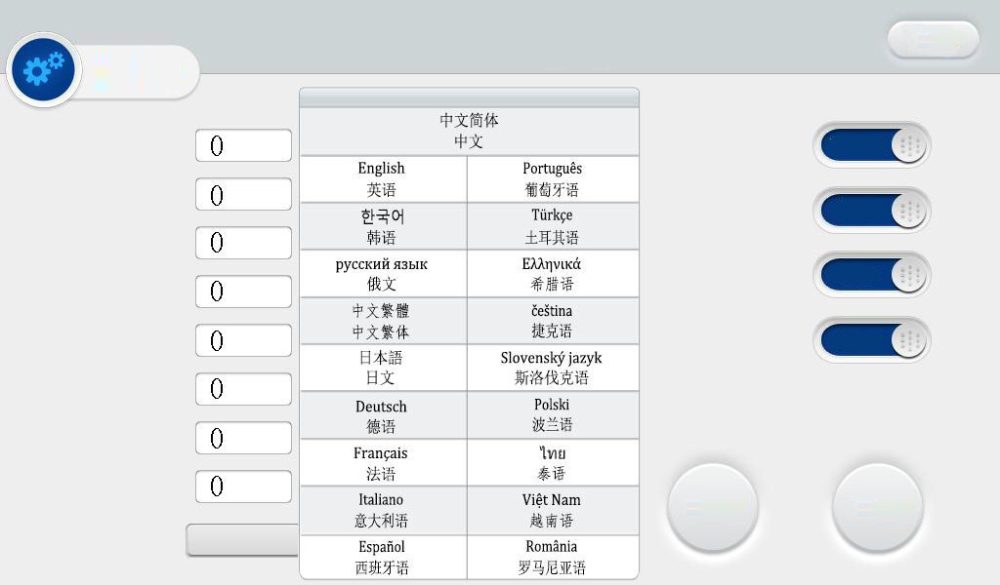 中文简体
中文
English
英语
Português
葡萄牙语
한국어
韩语
Türkçe
土耳其语
русский язык
俄文
Ελληνικά
希腊语
中文繁體
中文繁体
čeština
捷克语
日本語
日文
Slovenský jazyk
斯洛伐克语
Deutsch
德语
Polski
波兰语
Français
法语
ไทย
泰语
Italiano
意大利语
Việt Nam
越南语
Español
西班牙语
România
罗马尼亚语
0
0
0
0
0
0
0
0